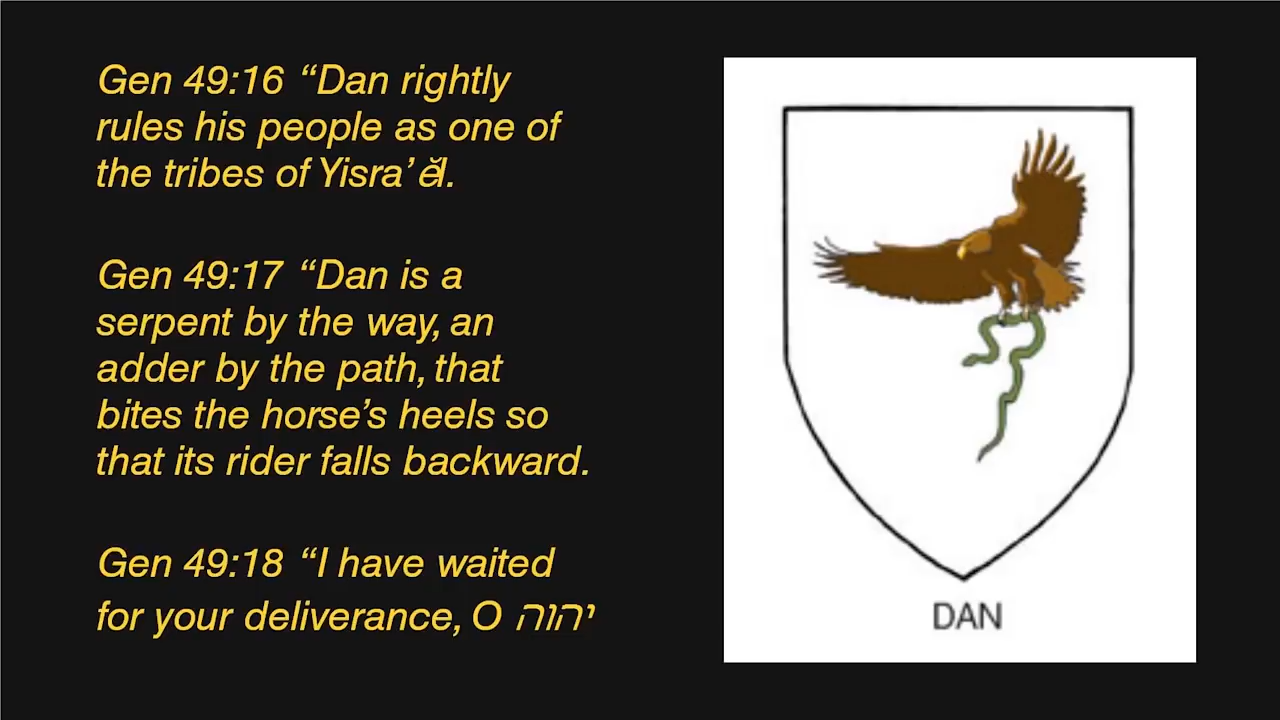 Gen 49:16 “Dan rightly
rules his people as one of
the tribes of Yisra’ĕl.
Gen 49:17 “Dan is a
serpent by the way, an
adder by the path, that
bites the horse’s heels so
that its rider falls backward.
Gen 49:18 “I have waited
for your deliverance, O יהוה
DAN